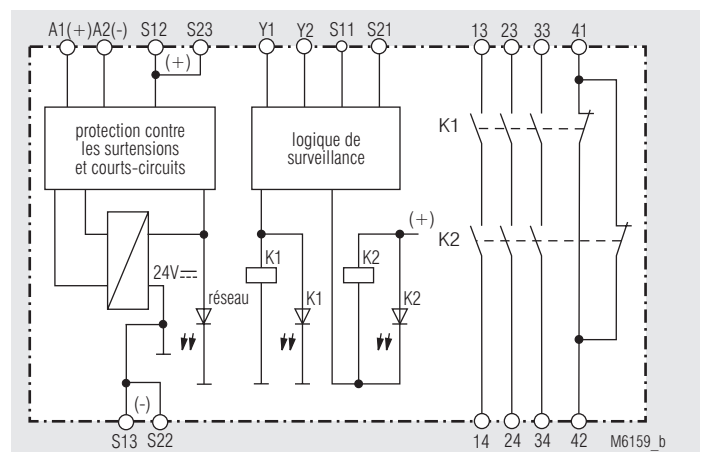 A1(+) A2(-) S12 S23 Y1 Y2 S11 S21 13 23 33 41
(+)
protection contre
les surtensions
et courts-circuits
logique de
surveillance
K1
(+)
K2
24V
K1
K2
réseau
K1
K2
(-)
S13 S22 14 24 34 42 M6159_b